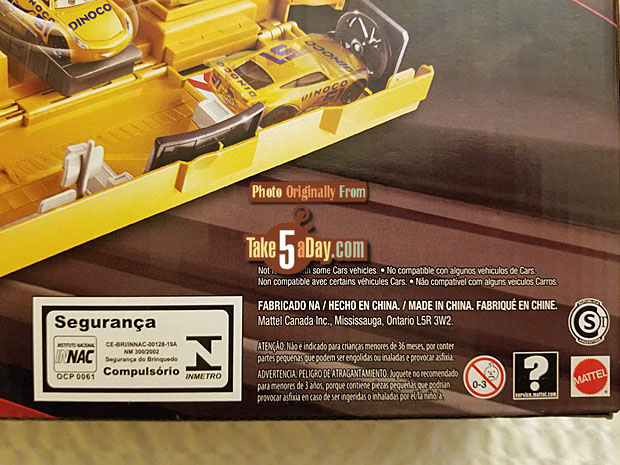 DINOCO
51
DINOCO
DINOCO
51
Photo Originally From
Take5aDay.com
Not with some Cars vehicles. • No compatible con algunos vehículos de Cars.
Non compatible avec certains véhicules Cars. • Não compatível com algums veículos Carros.
FABRICADO NA / HECHO EN CHINA. / MADE IN CHINA. FABRIQUÉ EN CHINE.
Mattel Canada Inc., Mississauga, Ontario L5R 3W2.
Segurança
INSTITUTO NACIONAL
INNAC
OCP 0061
CE-BRI/INNAC-00128-19A
NM 300/2002
Segurança do Brinquedo
Compulsório
INMETRO
ATENÇÃO: Não é indicado para crianças menores de 36 meses, por conter
partes pequenas que podem ser engolidas ou inaladas e provocar asfixia.
ADVERTENCIA. PELIGRO DE ATRAGANTAMIENTO. Juguete no recomendado
para menores de 3 años, porque contiene piezas pequeñas que podrían
provocar asfixia en caso de ser ingeridas o inhaladas por el/la niño/a.
0-3
?
service.mattel.com
S
ARGENTINA
MATTEL